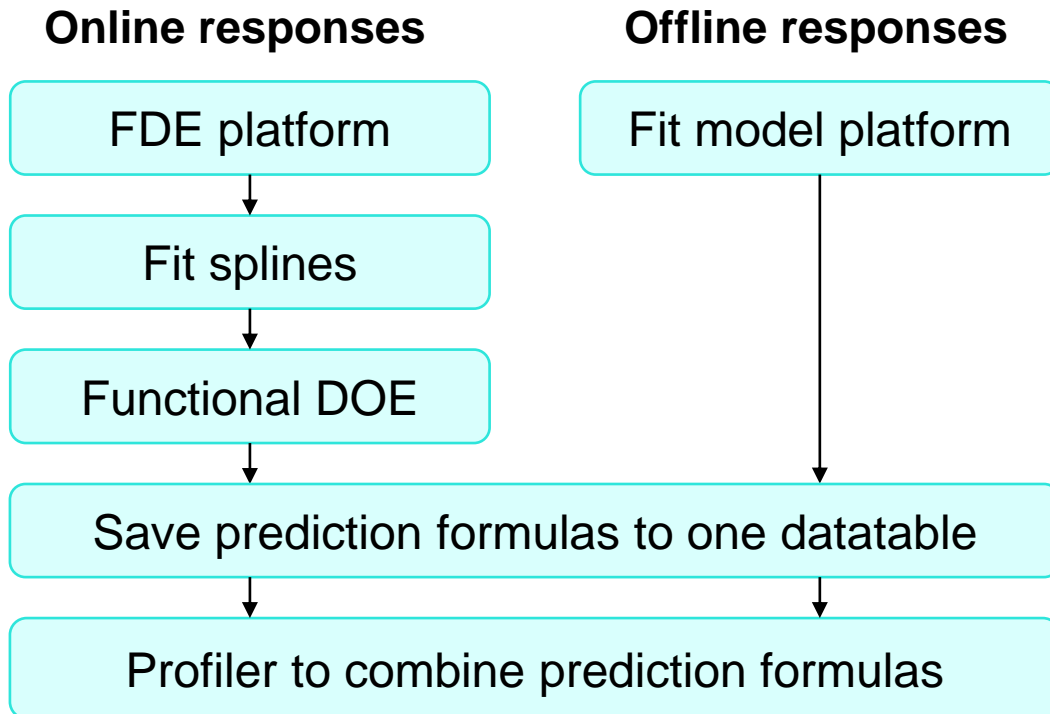 Online responses
Offline responses
FDE platform
Fit model platform
Fit splines
Functional DOE
Save prediction formulas to one datatable
Profiler to combine prediction formulas